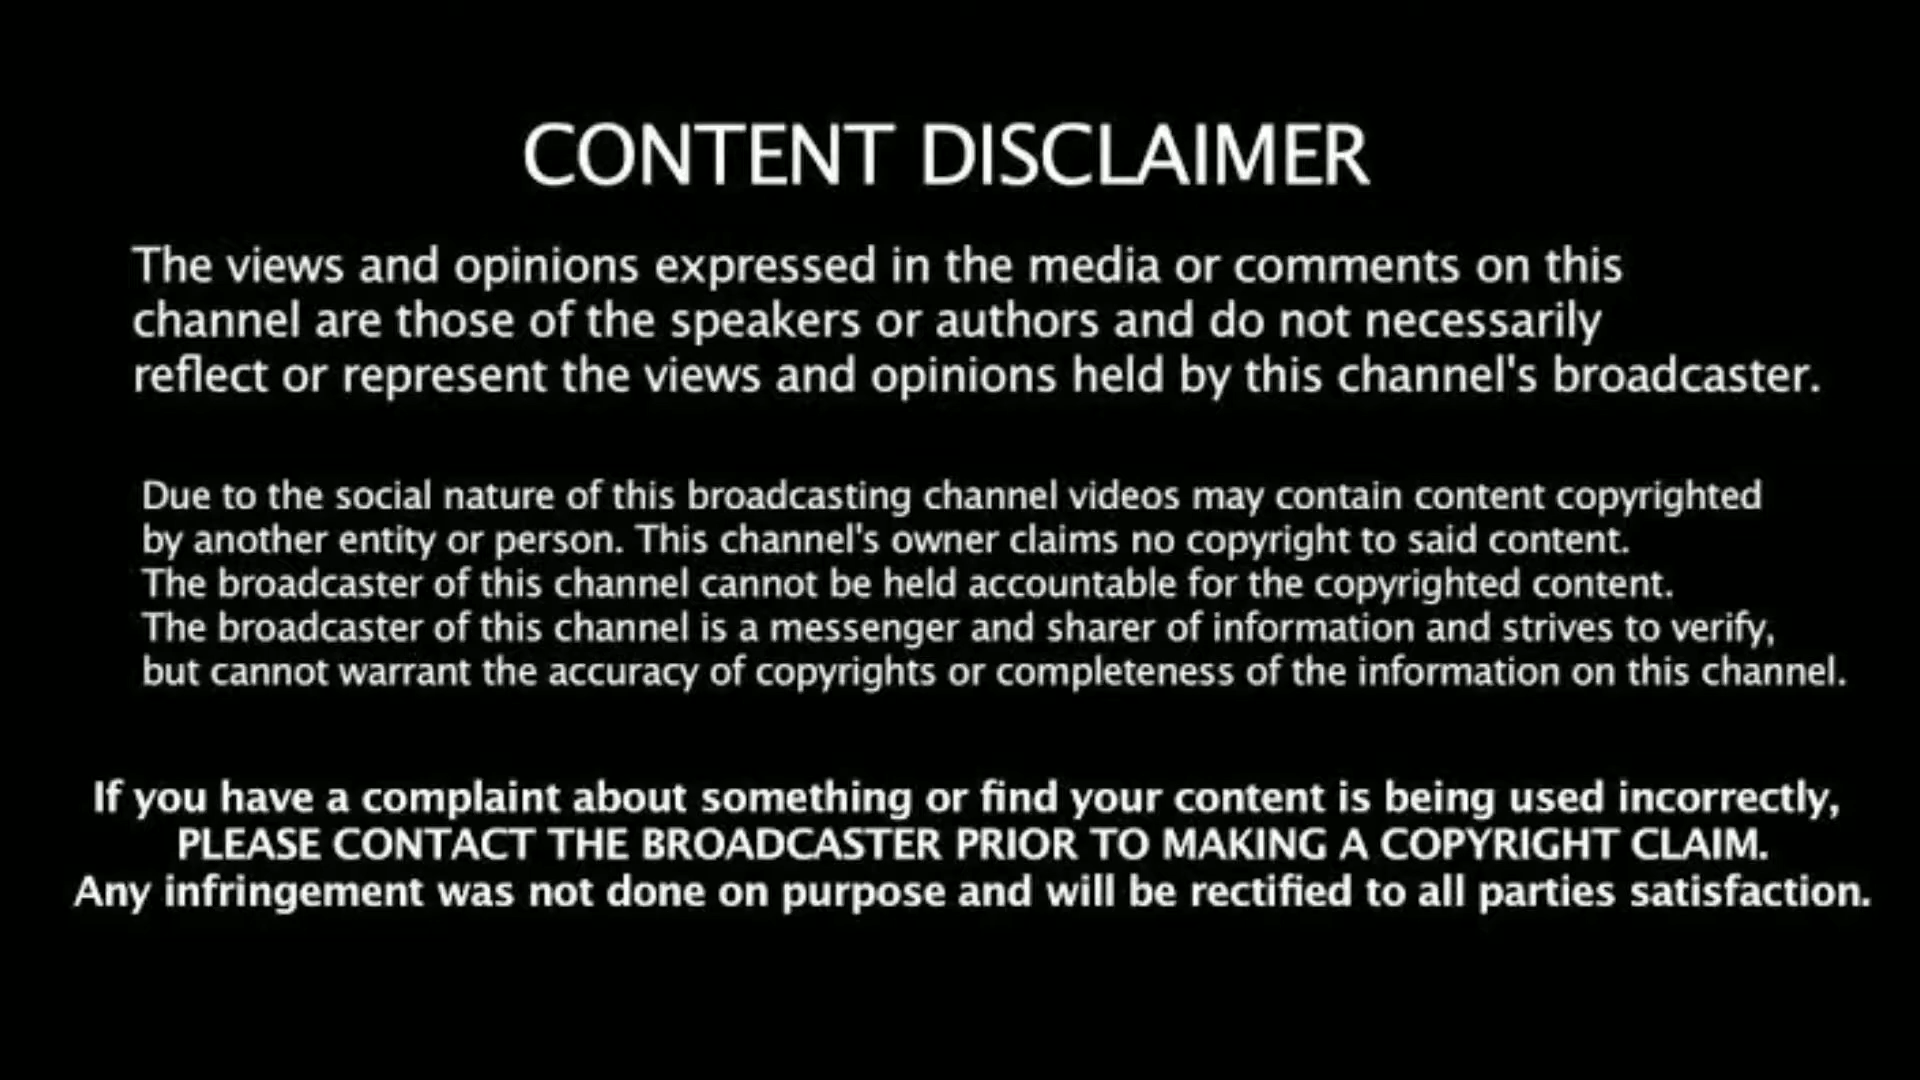 CONTENT DISCLAIMER
The views and opinions expressed in the media or comments on this
channel are those of the speakers or authors and do not necessarily
reflect or represent the views and opinions held by this channel's broadcaster.
Due to the social nature of this broadcasting channel videos may contain content copyrighted
by another entity or person. This channel's owner claims no copyright to said content.
The broadcaster of this channel cannot be held accountable for the copyrighted content.
The broadcaster of this channel is a messenger and sharer of information and strives to verify,
but cannot warrant the accuracy of copyrights or completeness of the information on this channel.
If you have a complaint about something or find your content is being used incorrectly,
PLEASE CONTACT THE BROADCASTER PRIOR TO MAKING A COPYRIGHT CLAIM.
Any infringement was not done on purpose and will be rectified to all parties satisfaction.